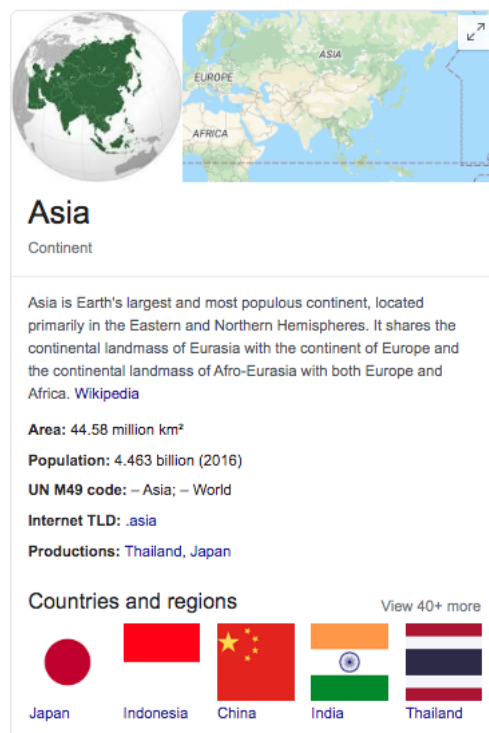 ASIA
EUROPE
AFRICA
Asia
Continent
Asia is Earth's largest and most populous continent, located
primarily in the Eastern and Northern Hemispheres. It shares the
continental landmass of Eurasia with the continent of Europe and
the continental landmass of Afro-Eurasia with both Europe and
Africa. Wikipedia
Area: 44.58 million km²
Population: 4.463 billion (2016)
UN M49 code: – Asia; – World
Internet TLD: .asia
Productions: Thailand, Japan
Countries and regions
View 40+ more
Japan
Indonesia
China
India
Thailand